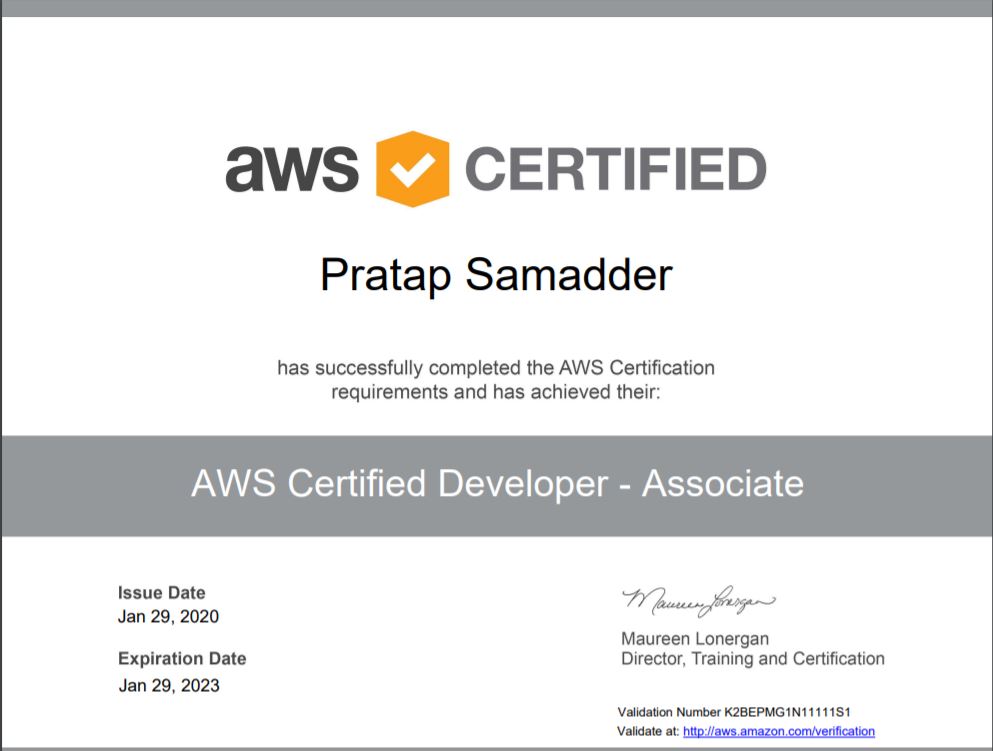 aws CERTIFIED
Pratap Samadder
has successfully completed the AWS Certification
requirements and has achieved their:
AWS Certified Developer - Associate
Issue Date
Jan 29, 2020
Expiration Date
Jan 29, 2023
Maureen Lonergan
Maureen Lonergan
Director, Training and Certification
Validation Number K2BEPMG1N11111S1
Validate at: http://aws.amazon.com/verification